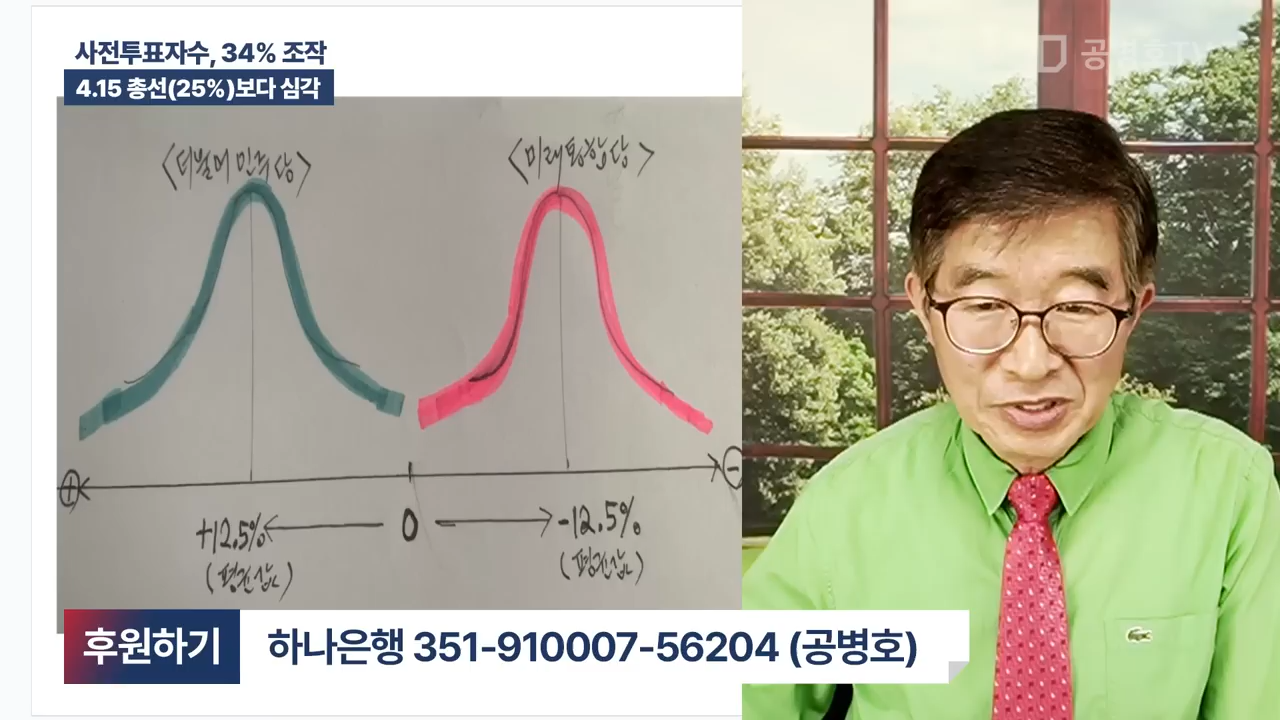 사전투표자수, 34% 조작
4.15 총선(25%)보다 심각
공병호TV
<더불어민주당>
<미래통합당>
+ -
+12.5% 0 -12.5%
(평균값) (평균값)
후원하기 하나은행 351-910007-56204 (공병호)